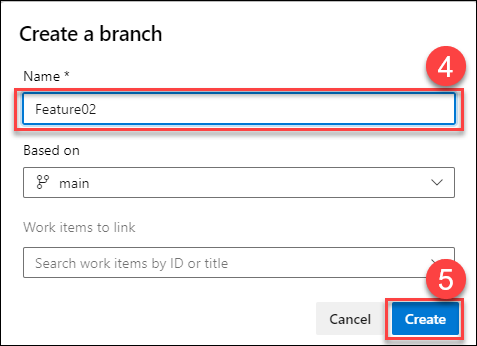 Create a branch
4
Name *
Feature02
Based on
main
Work items to link
Search work items by ID or title
5
Cancel
Create